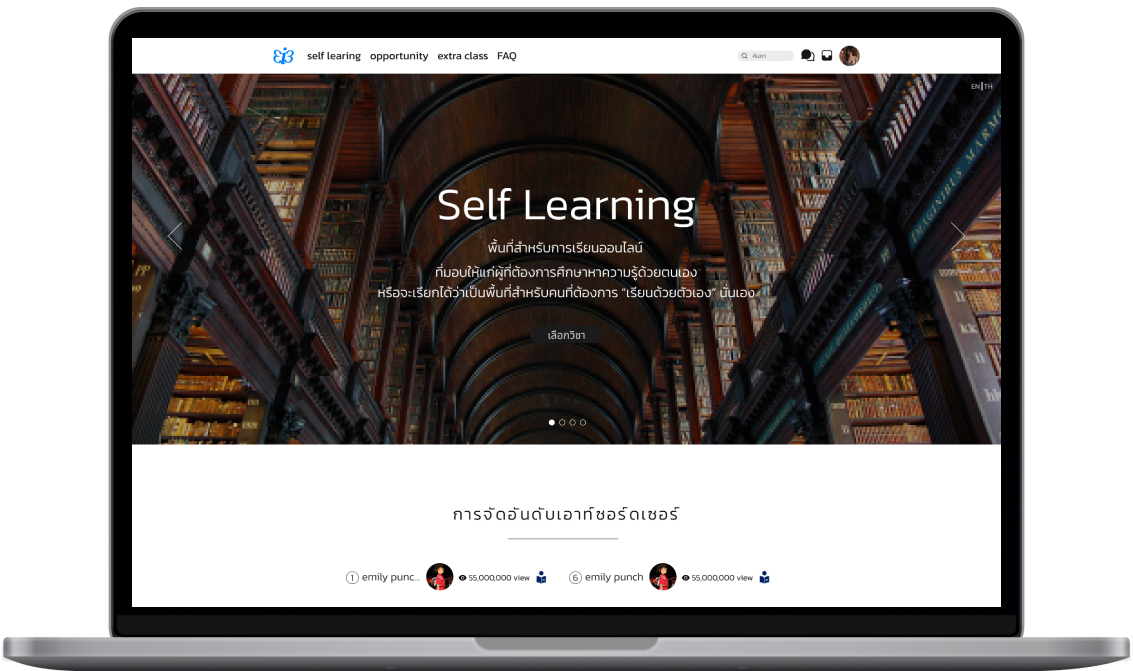 self learing opportunity extra class FAQ
ค้นหา
EN|TH
Self Learning
พื้นที่สำหรับการเรียนออนไลน์
ที่มอบให้แก่ผู้ที่ต้องการศึกษาหาความรู้ด้วยตนเอง
หรือจะเรียกได้ว่าเป็นพื้นที่สำหรับคนที่ต้องการ “เรียนด้วยตัวเอง” นั่นเอง
เลือกวิชา
การจัดอันดับเอาท์ซอร์ดเซอร์
1 emily punc... 55,000,000 view
6 emily punch 55,000,000 view